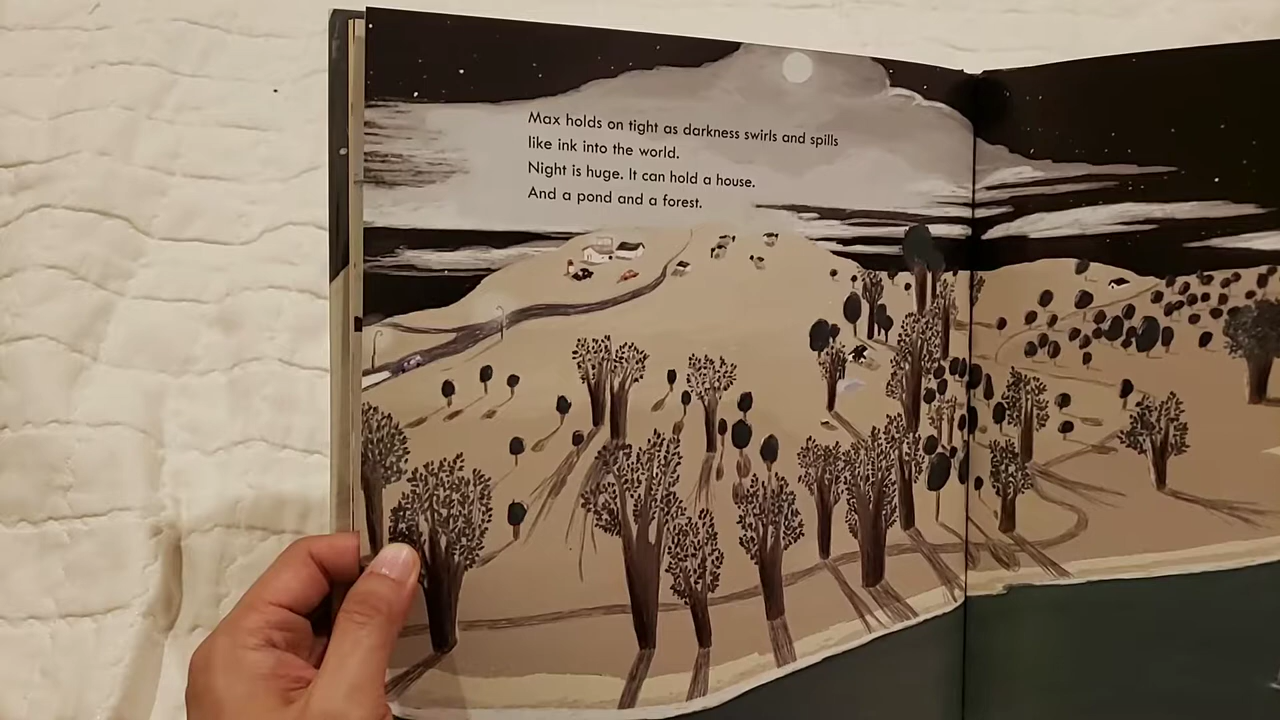 Max holds on tight as darkness swirls and spills
like ink into the world.
Night is huge. It can hold a house.
And a pond and a forest.